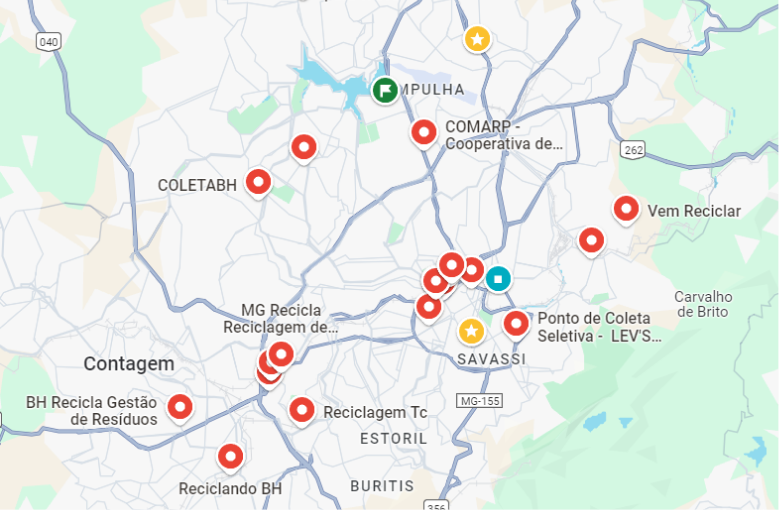 040
MPULHA
COMARP -
Cooperativa de...
262
COLETABH
Vem Reciclar
Carvalho
de Brito
MG Recicla
Reciclagem de...
Ponto de Coleta
Seletiva - LEV'S...
SAVASSI
Contagem
MG-155
BH Recicla Gestão
de Resíduos
Reciclagem Tc
ESTORIL
Reciclando BH
BURITIS
356